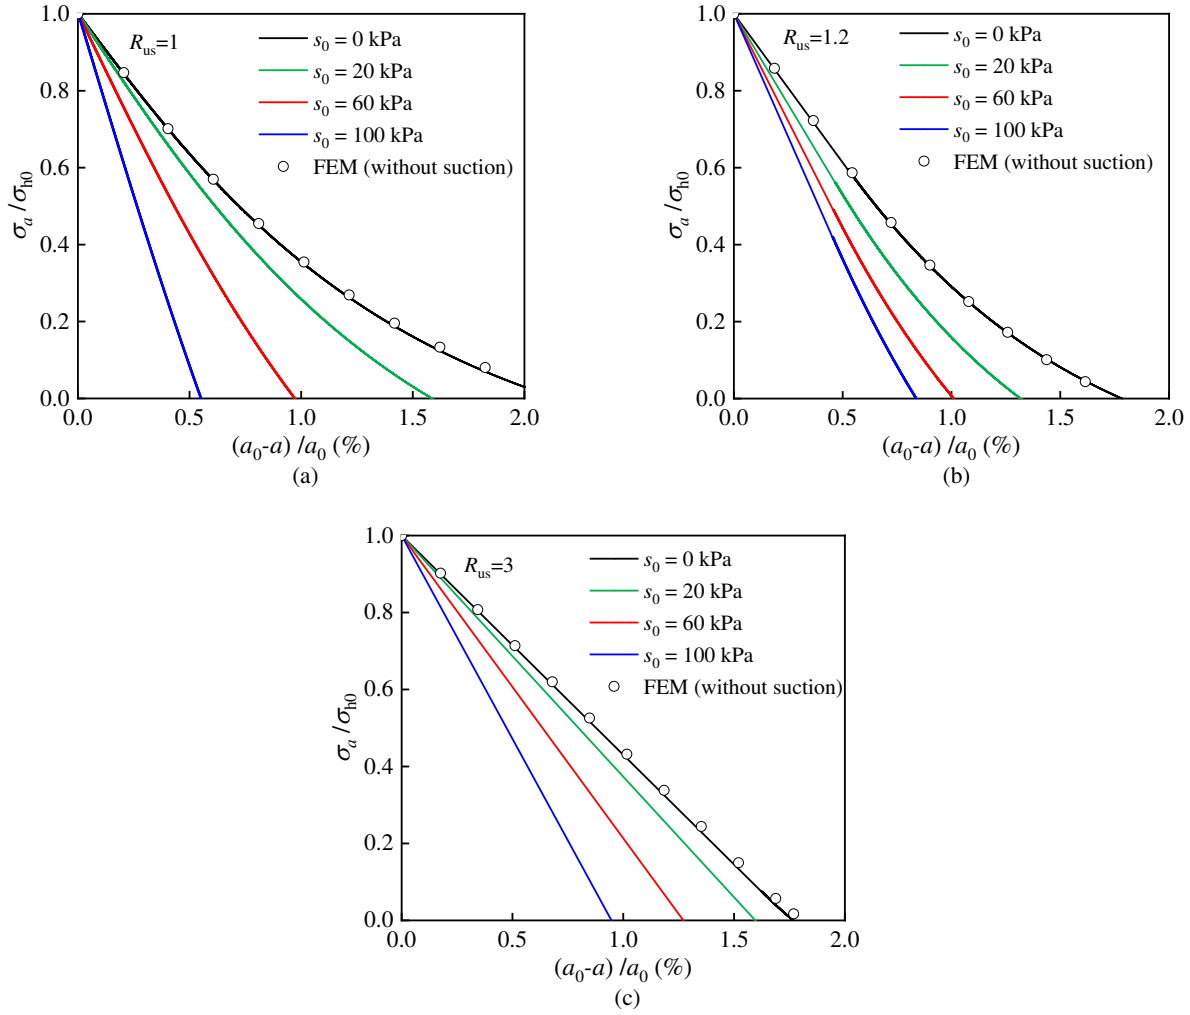 R_us=1
s_0 = 0 kPa
s_0 = 20 kPa
s_0 = 60 kPa
s_0 = 100 kPa
FEM (without suction)
1.0
0.8
0.6
0.4
0.2
0.0
σ_a /σ_h0
0.0 0.5 1.0 1.5 2.0
(a_0-a) /a_0 (%)
(a)
R_us=1.2
s_0 = 0 kPa
s_0 = 20 kPa
s_0 = 60 kPa
s_0 = 100 kPa
FEM (without suction)
1.0
0.8
0.6
0.4
0.2
0.0
σ_a /σ_h0
0.0 0.5 1.0 1.5 2.0
(a_0-a) /a_0 (%)
(b)
R_us=3
s_0 = 0 kPa
s_0 = 20 kPa
s_0 = 60 kPa
s_0 = 100 kPa
FEM (without suction)
1.0
0.8
0.6
0.4
0.2
0.0
σ_a /σ_h0
0.0 0.5 1.0 1.5 2.0
(a_0-a) /a_0 (%)
(c)